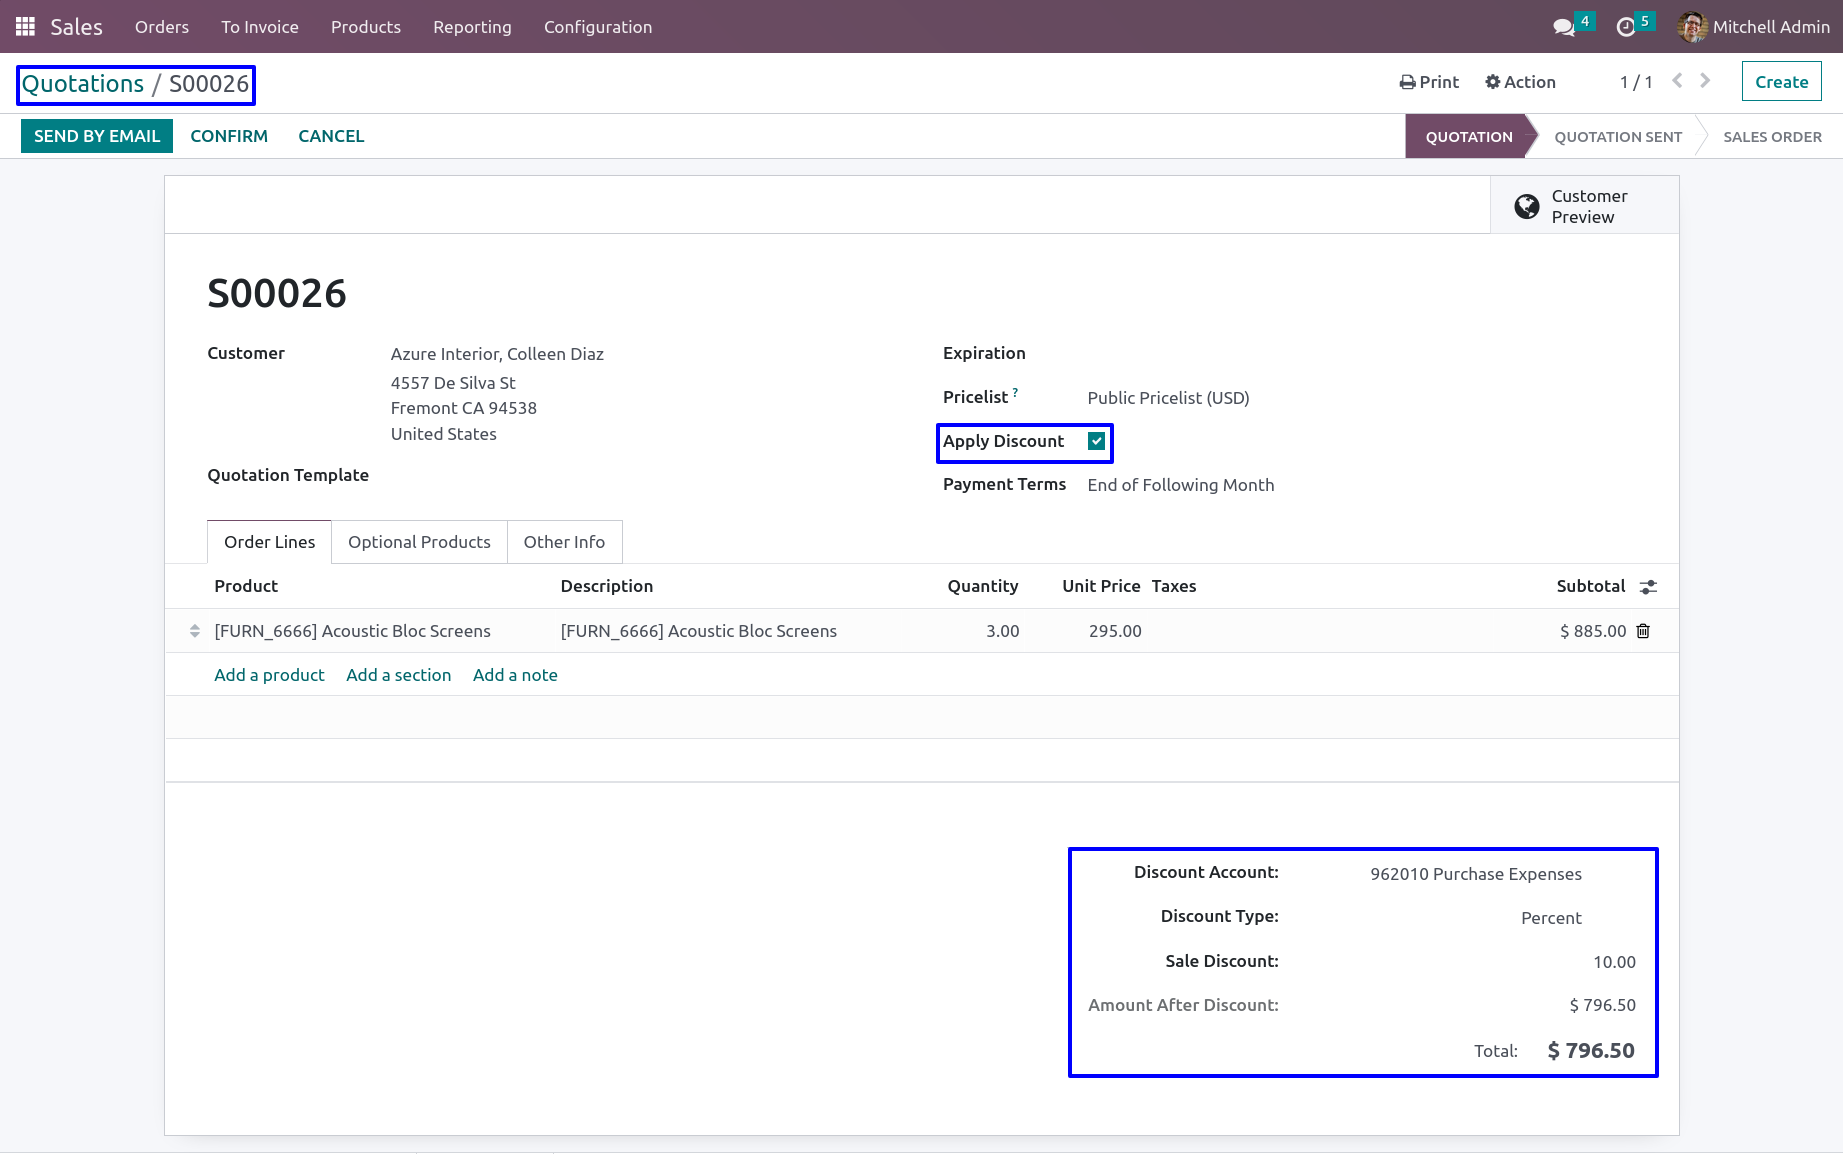 Sales Orders To Invoice Products Reporting Configuration 4 5 Mitchell Admin
Quotations / S00026 Print Action 1 / 1 Create
SEND BY EMAIL CONFIRM CANCEL QUOTATION QUOTATION SENT SALES ORDER
Customer
Preview
S00026
Customer Azure Interior, Colleen Diaz Expiration
4557 De Silva St
Pricelist ? Public Pricelist (USD)
Fremont CA 94538
United States
Apply Discount
Quotation Template Payment Terms End of Following Month
Order Lines Optional Products Other Info
Product Description Quantity Unit Price Taxes Subtotal
[FURN_6666] Acoustic Bloc Screens [FURN_6666] Acoustic Bloc Screens 3.00 295.00 $ 885.00
Add a product Add a section Add a note
Discount Account: 962010 Purchase Expenses
Discount Type: Percent
Sale Discount: 10.00
Amount After Discount: $ 796.50
Total: $ 796.50